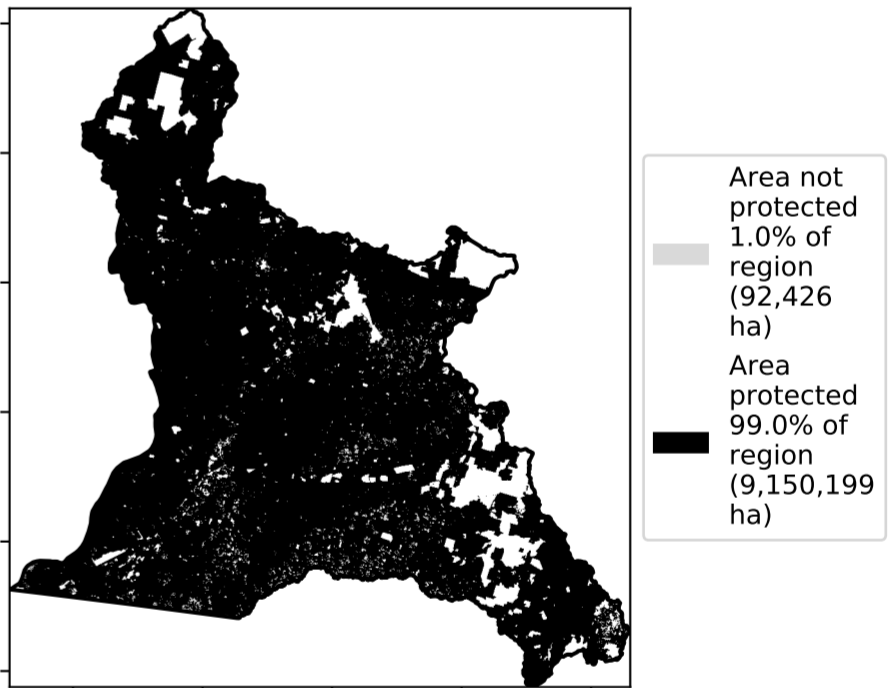 Area not
protected
1.0% of
region
(92,426
ha)
Area
protected
99.0% of
region
(9,150,199
ha)